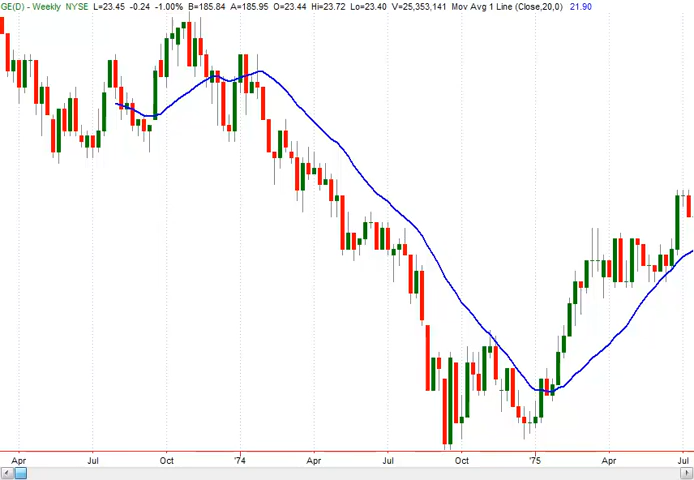 GE(D) - Weekly NYSE L=23.45 -0.24 -1.00% B=185.84 A=185.95 O=23.44 Hi=23.72 Lo=23.40 V=25,353,141 Mov Avg 1 Line (Close,20,0) 21.90
Apr Jul Oct '74 Apr Jul Oct '75 Apr Jul